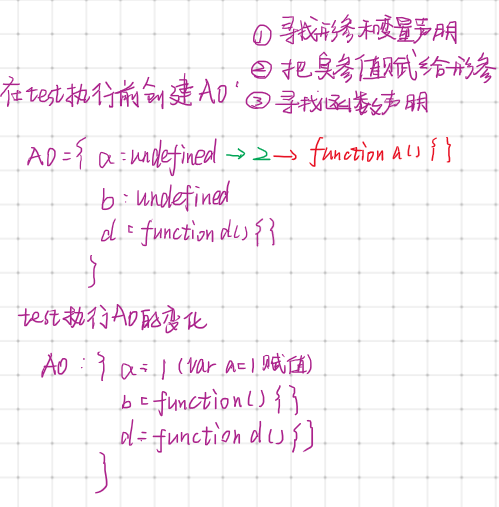 ① 寻找形参和变量声明
② 把实参值赋给形参
在test执行前创建AO:
③ 寻找函数声明
AO={ a:undefined → 2 → function a(){}
b:undefined
d:function d(){}
}
test执行AO的变化
AO:{ a=1 (var a=1赋值)
b=function(){}
d=function d(){}
}